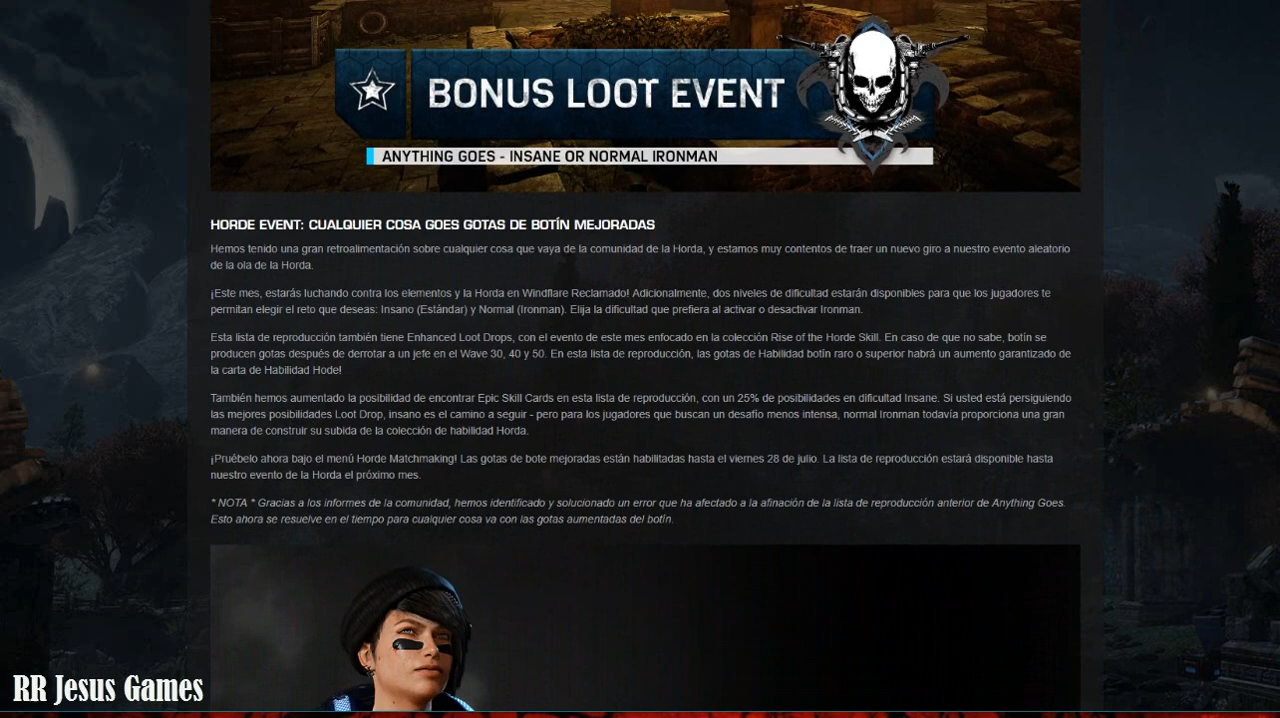 BONUS LOOT EVENT
ANYTHING GOES - INSANE OR NORMAL IRONMAN
HORDE EVENT: CUALQUIER COSA GOES GOTAS DE BOTÍN MEJORADAS
Hemos tenido una gran retroalimentación sobre cualquier cosa que vaya de la comunidad de la Horda, y estamos muy contentos de traer un nuevo giro a nuestro evento aleatorio
de la ola de la Horda.
¡Este mes, estarás luchando contra los elementos y la Horda en Windflare Reclamado! Adicionalmente, dos niveles de dificultad estarán disponibles para que los jugadores te
permitan elegir el reto que deseas: Insano (Estándar) y Normal (Ironman). Elija la dificultad que prefiera al activar o desactivar Ironman.
Esta lista de reproducción también tiene Enhanced Loot Drops, con el evento de este mes enfocado en la colección Rise of the Horde Skill. En caso de que no sabe, botín se
producen gotas después de derrotar a un jefe en el Wave 30, 40 y 50. En esta lista de reproducción, las gotas de Habilidad botín raro o superior habrá un aumento garantizado de
la carta de Habilidad Hode!
También hemos aumentado la posibilidad de encontrar Epic Skill Cards en esta lista de reproducción, con un 25% de posibilidades en dificultad Insane. Si usted está persiguiendo
las mejores posibilidades Loot Drop, insano es el camino a seguir - pero para los jugadores que buscan un desafío menos intensa, normal Ironman todavía proporciona una gran
manera de construir su subida de la colección de habilidad Horda.
¡Pruébelo ahora bajo el menú Horde Matchmaking! Las gotas de bote mejoradas están habilitadas hasta el viernes 28 de julio. La lista de reproducción estará disponible hasta
nuestro evento de la Horda el próximo mes.
* NOTA * Gracias a los informes de la comunidad, hemos identificado y solucionado un error que ha afectado a la afinación de la lista de reproducción anterior de Anything Goes.
Esto ahora se resuelve en el tiempo para cualquier cosa va con las gotas aumentadas del botín.
RR Jesus Games